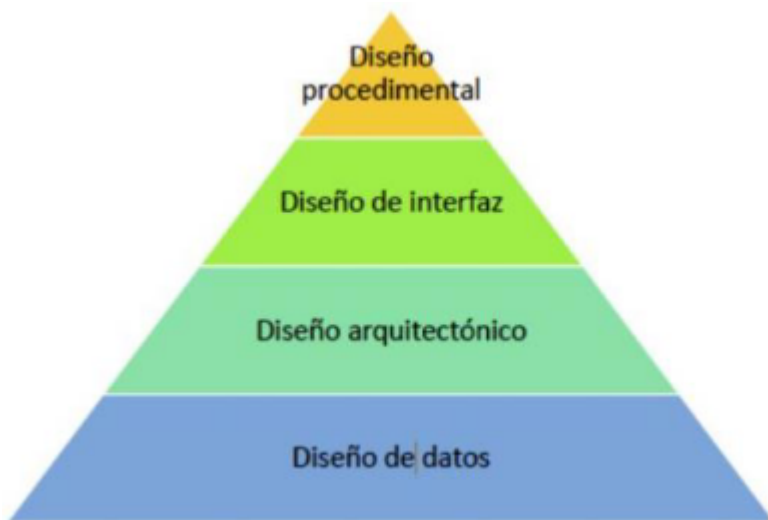 Diseño
procedimental
Diseño de interfaz
Diseño arquitectónico
Diseño de datos